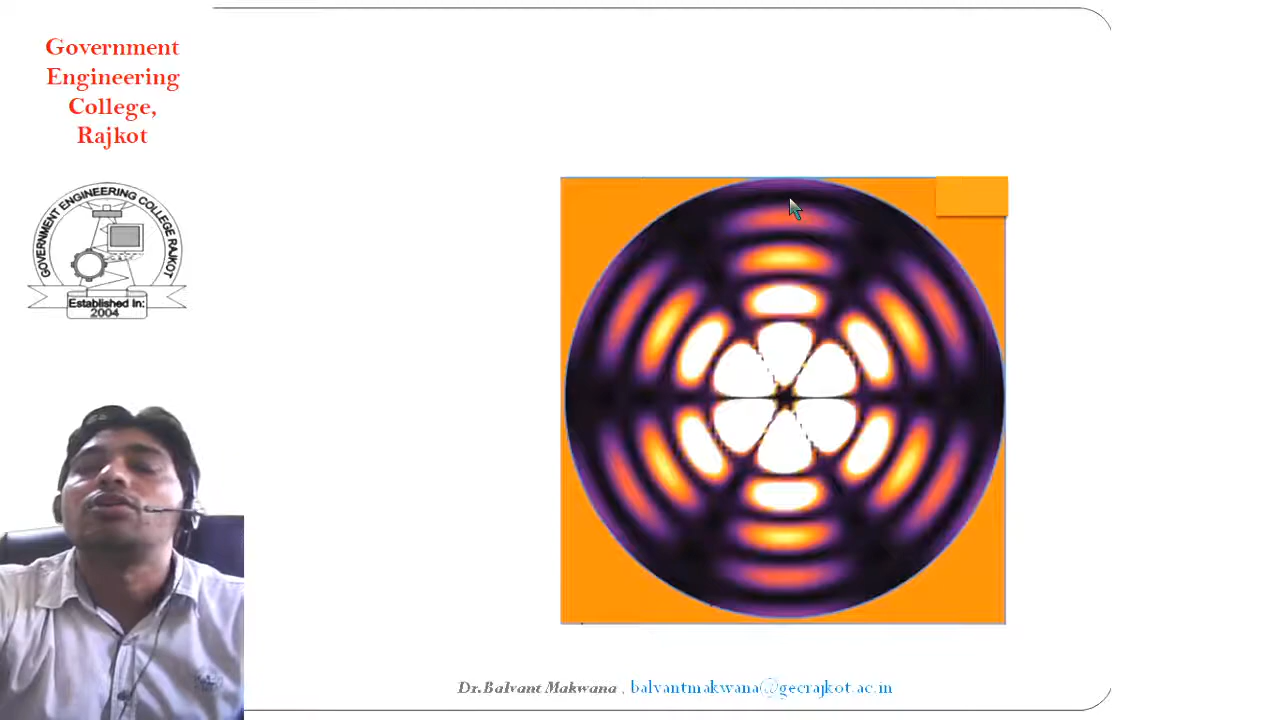 Government
Engineering
College,
Rajkot
GOVERNMENT ENGINEERING COLLEGE RAJKOT
Established In:
2004
Dr.Balvant Makwana , balvantmakwana@gecrajkot.ac.in